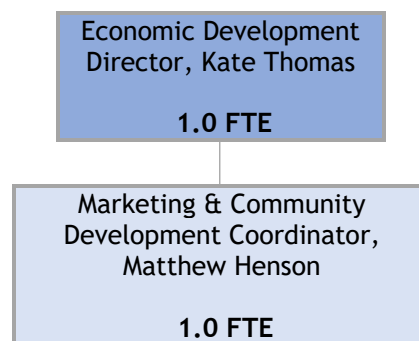 Economic Development
Director, Kate Thomas
1.0 FTE
Marketing & Community
Development Coordinator,
Matthew Henson
1.0 FTE